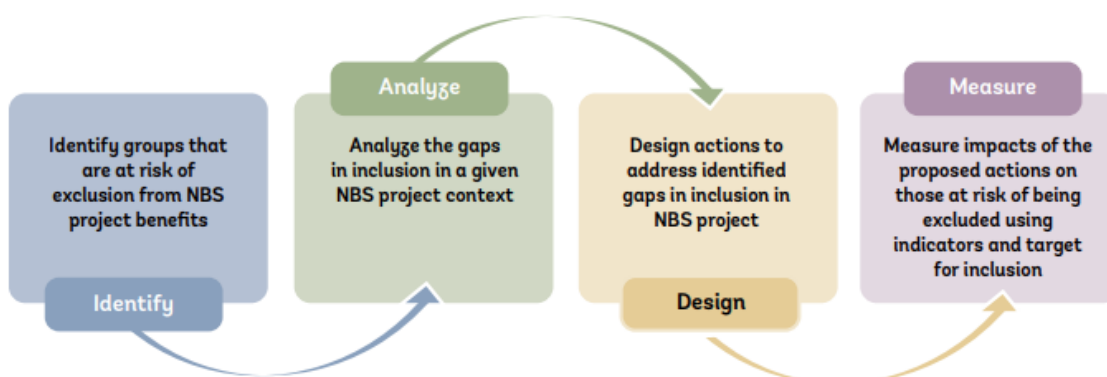 Identify groups that
are at risk of
exclusion from NBS
project benefits
Identify
Analyze
Analyze the gaps
in inclusion in a given
NBS project context
Design actions to
address identified
gaps in inclusion in
NBS project
Design
Measure
Measure impacts of the
proposed actions on
those at risk of being
excluded using
indicators and target
for inclusion